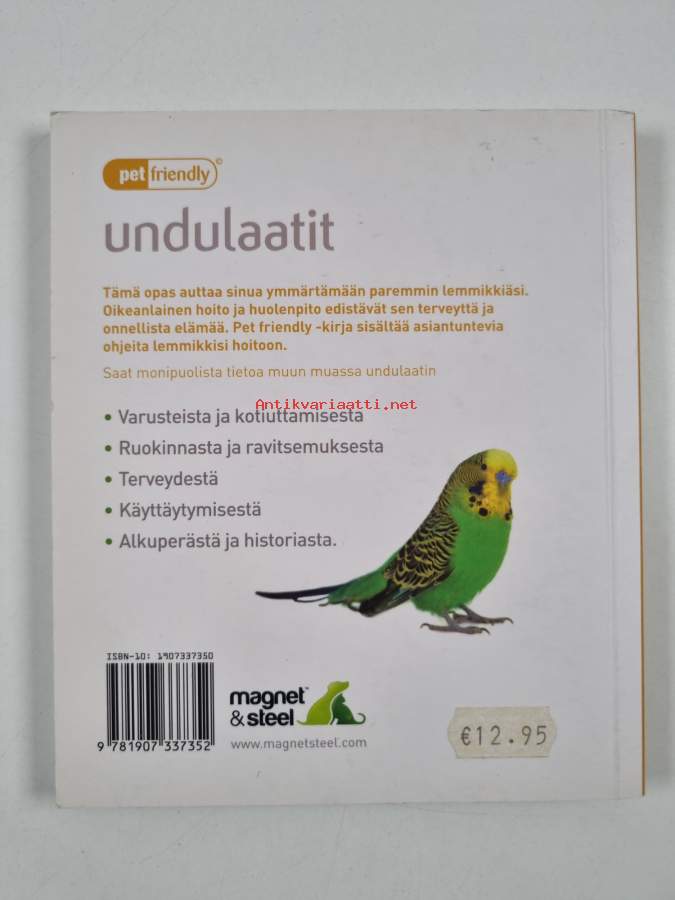 pet friendly©
undulaatit
Tämä opas auttaa sinua ymmärtämään paremmin lemmikkiäsi.
Oikeanlainen hoito ja huolenpito edistävät sen terveyttä ja
onnellista elämää. Pet friendly -kirja sisältää asiantuntevia
ohjeita lemmikkisi hoitoon.
Saat monipuolista tietoa muun muassa undulaatin
Antikvariaatti.net
• Varusteista ja kotiuttamisesta
• Ruokinnasta ja ravitsemuksesta
• Terveydestä
• Käyttäytymisestä
• Alkuperästä ja historiasta.
ISBN-10: 1907337350
9 781907 337352
magnet™
& steel
www.magnetsteel.com
€12.95